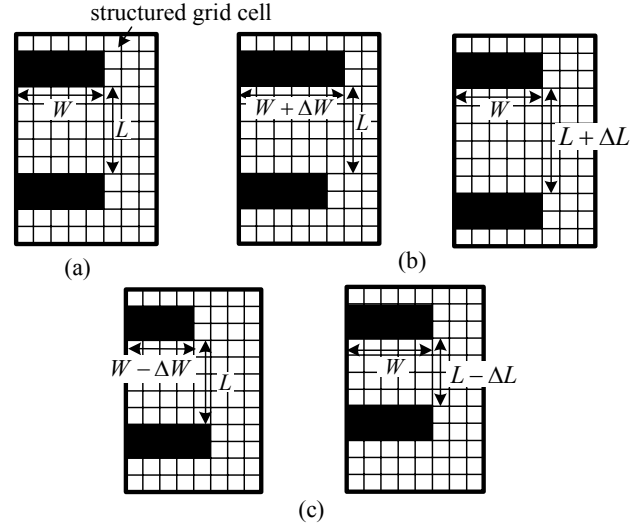 structured grid cell
W
L
W + ΔW
L
W
L + ΔL
(a)
(b)
W − ΔW
L
W
L − ΔL
(c)